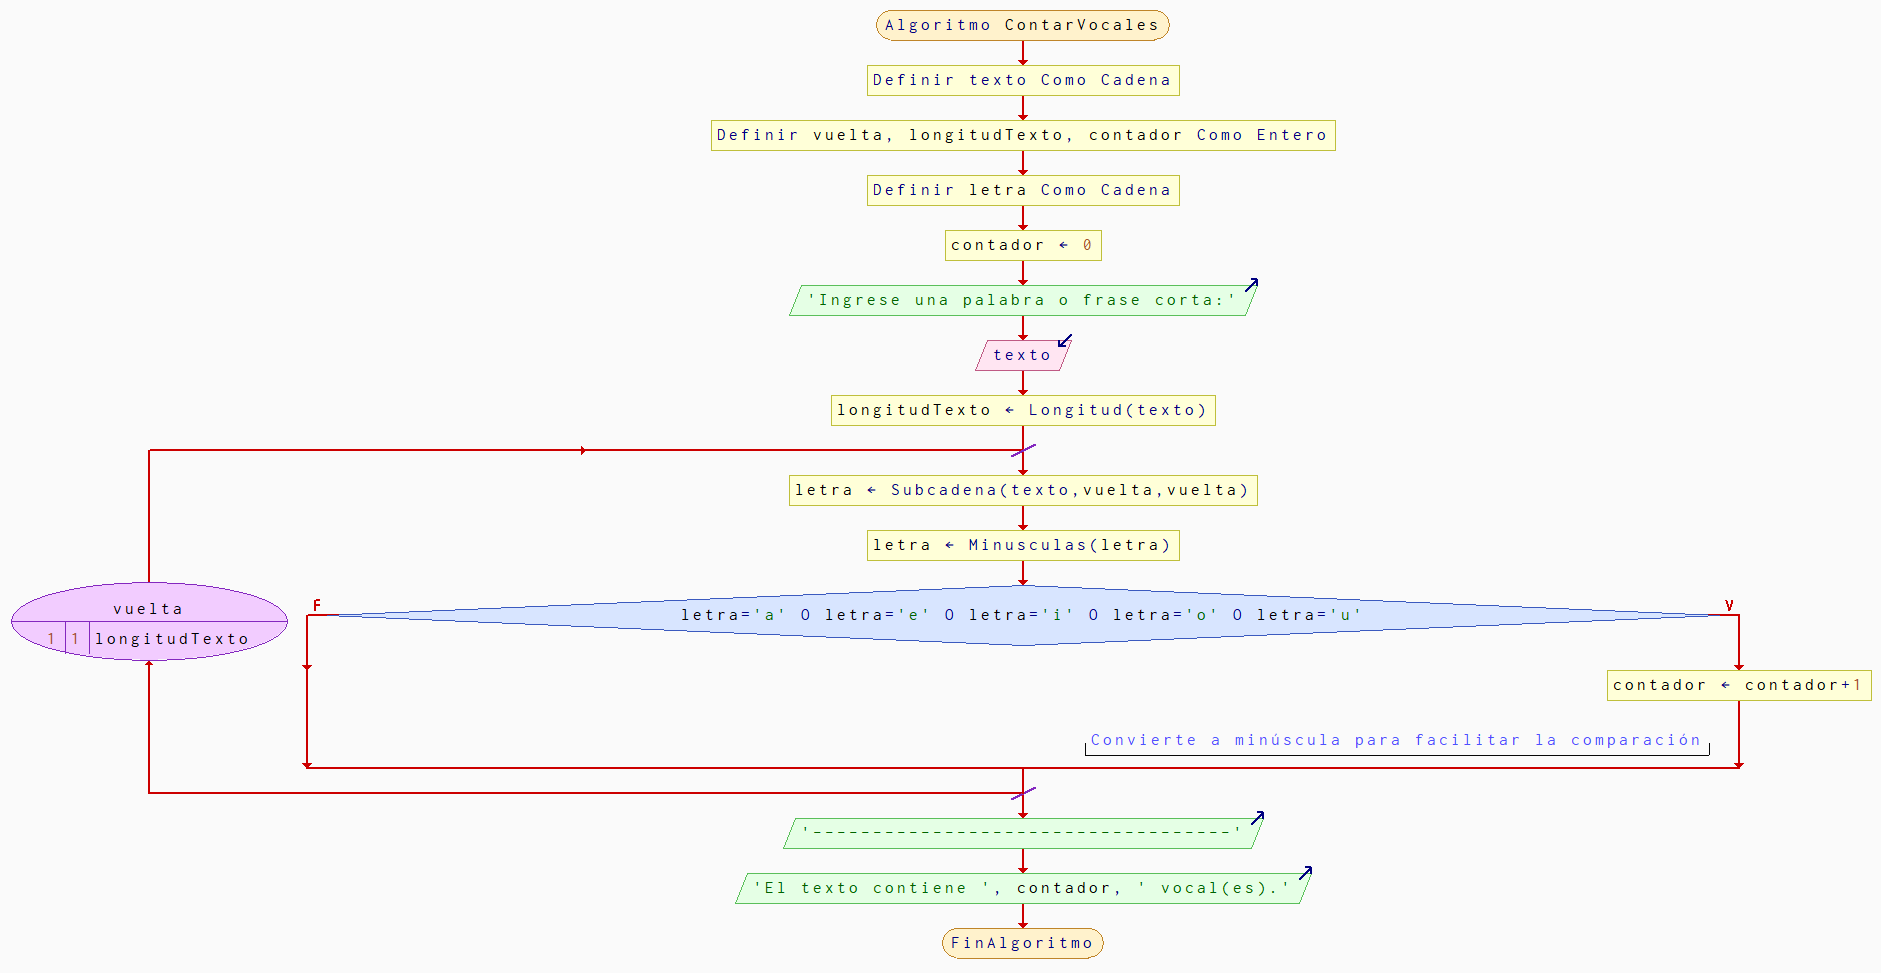 Algoritmo ContarVocales
Definir texto Como Cadena
Definir vuelta, longitudTexto, contador Como Entero
Definir letra Como Cadena
contador ← 0
'Ingrese una palabra o frase corta:'
texto
longitudTexto ← Longitud(texto)
letra ← Subcadena(texto,vuelta,vuelta)
letra ← Minusculas(letra)
vuelta
1 1 longitudTexto
F
letra='a' O letra='e' O letra='i' O letra='o' O letra='u'
V
contador ← contador+1
Convierte a minúscula para facilitar la comparación
'-----------------------------------'
'El texto contiene ', contador, ' vocal(es).'
FinAlgoritmo